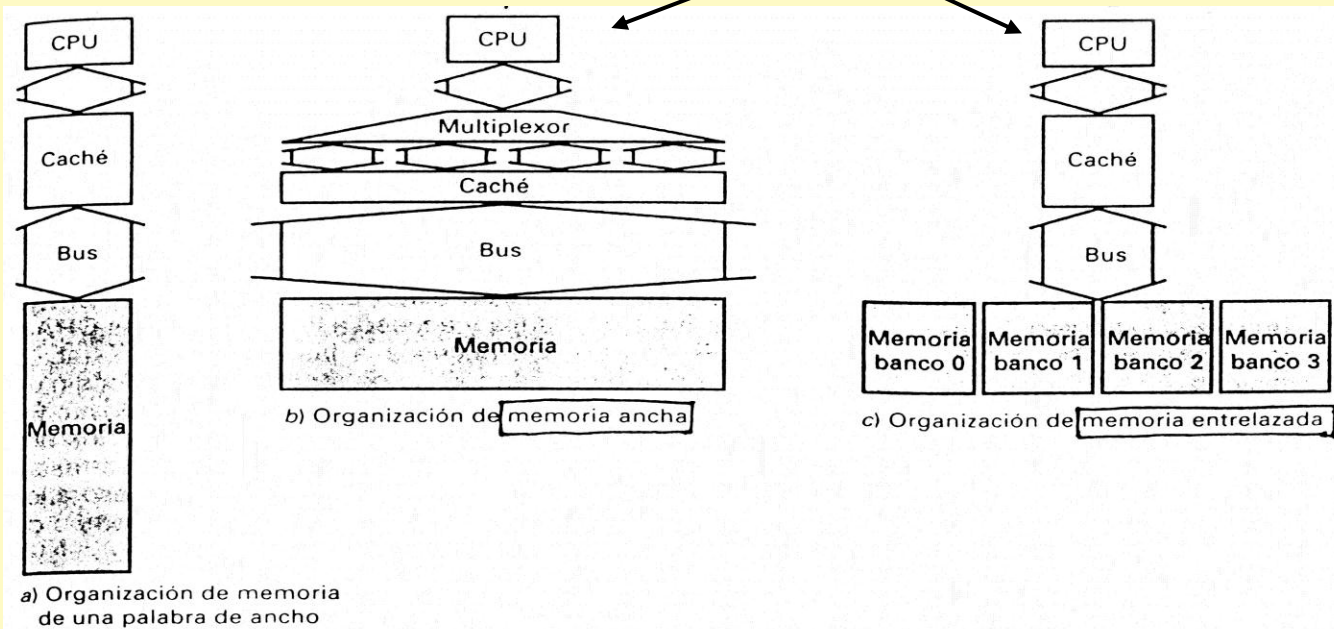 CPU
Caché
Bus
Memoria
a) Organización de memoria
de una palabra de ancho
CPU
Multiplexor
Caché
Bus
Memoria
b) Organización de memoria ancha
CPU
Caché
Bus
Memoria
banco 0
Memoria
banco 1
Memoria
banco 2
Memoria
banco 3
c) Organización de memoria entrelazada